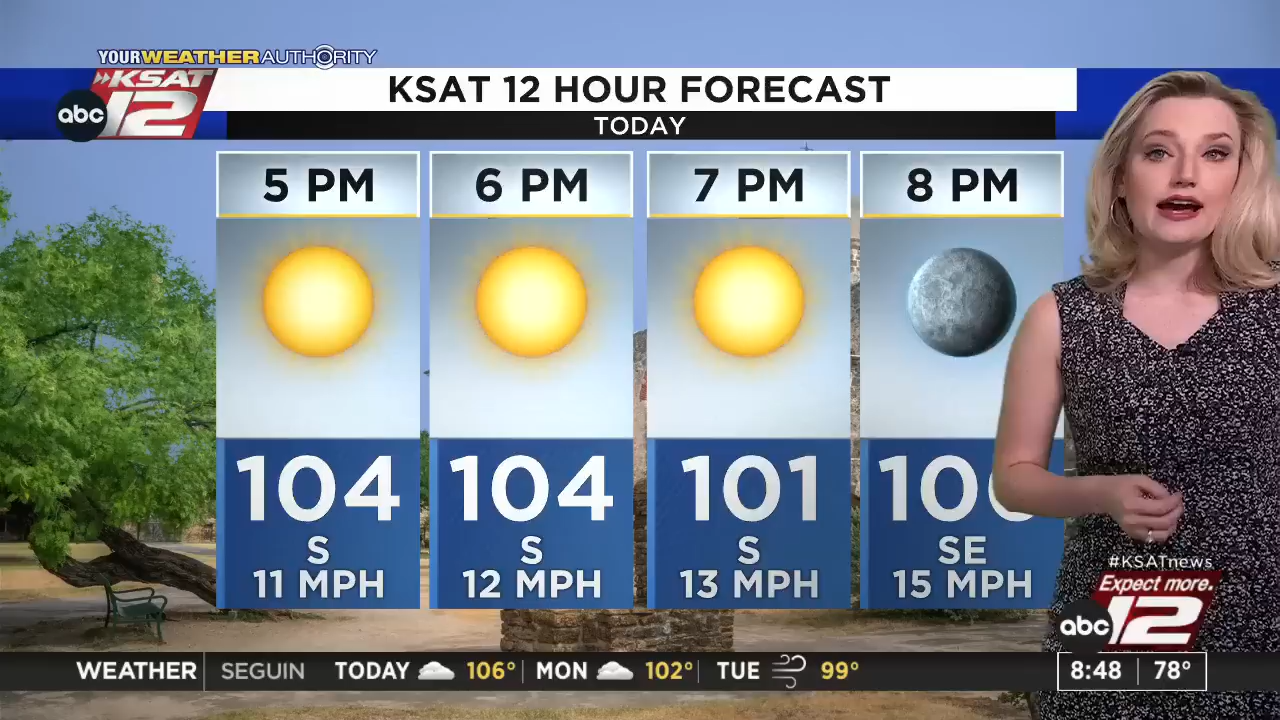 YOURWEATHERAUTHORITY
KSAT
abc 12
KSAT 12 HOUR FORECAST
TODAY
5 PM
104
S
11 MPH
6 PM
104
S
12 MPH
7 PM
101
S
13 MPH
8 PM
SE
15 MPH
#KSATnews
Expect more.
abc 12
WEATHER SEGUIN TODAY 106° MON 102° TUE 99°
8:48 78°